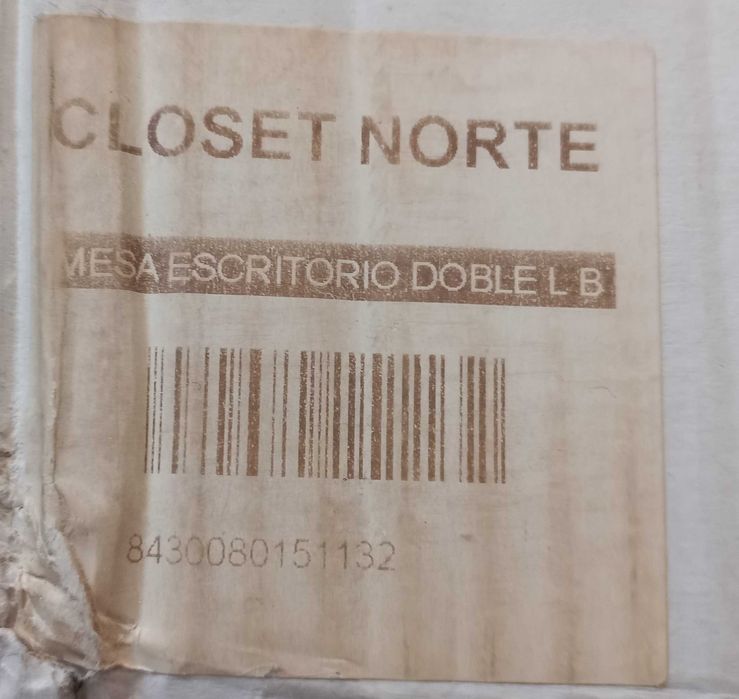 CLOSET NORTE
MESA ESCRITORIO DOBLE L B
8430080151132